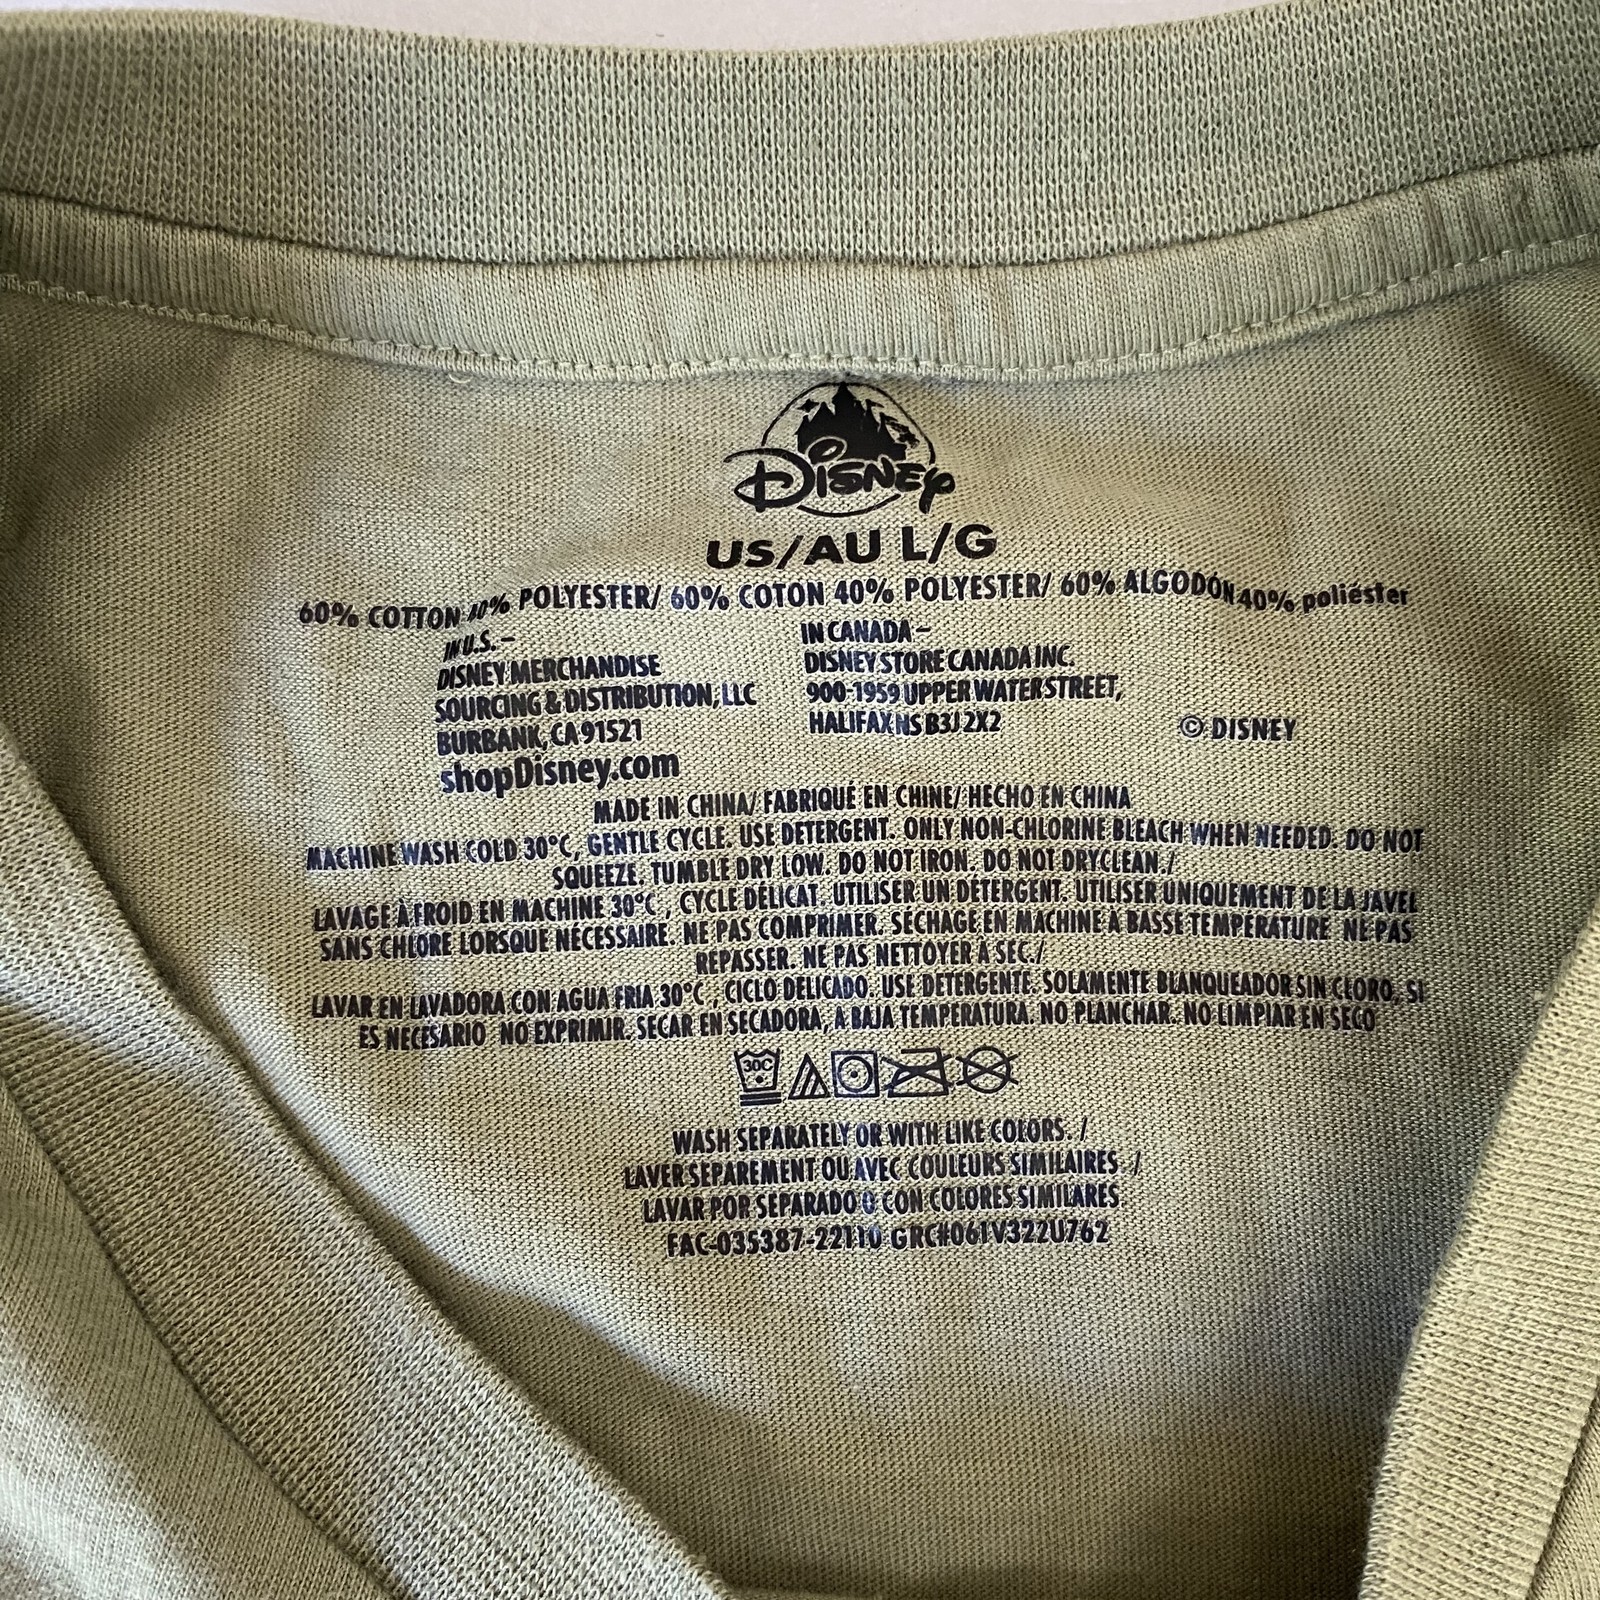 Disney
US/AU L/G
60% COTTON 40% POLYESTER/ 60% COTON 40% POLYESTER/ 60% ALGODÓN 40% poliéster
IN U.S. –
DISNEY MERCHANDISE
SOURCING & DISTRIBUTION, LLC
BURBANK, CA 91521
shopDisney.com
IN CANADA –
DISNEY STORE CANADA INC.
900-1959 UPPER WATER STREET,
HALIFAX NS B3J 2X2
© DISNEY
MADE IN CHINA/ FABRIQUÉ EN CHINE/ HECHO EN CHINA
MACHINE WASH COLD 30°C, GENTLE CYCLE. USE DETERGENT. ONLY NON-CHLORINE BLEACH WHEN NEEDED. DO NOT
SQUEEZE. TUMBLE DRY LOW. DO NOT IRON. DO NOT DRYCLEAN./
LAVAGE À FROID EN MACHINE 30°C , CYCLE DÉLICAT. UTILISER UN DÉTERGENT. UTILISER UNIQUEMENT DE LA JAVEL
SANS CHLORE LORSQUE NÉCESSAIRE. NE PAS COMPRIMER. SÉCHAGE EN MACHINE À BASSE TEMPÉRATURE NE PAS
REPASSER. NE PAS NETTOYER À SEC./
LAVAR EN LAVADORA CON AGUA FRIA 30°C , CICLO DELICADO. USE DETERGENTE. SOLAMENTE BLANQUEADOR SIN CLORO, SI
ES NECESARIO NO EXPRIMIR. SECAR EN SECADORA, A BAJA TEMPERATURA. NO PLANCHAR. NO LIMPIAR EN SECO
30C
WASH SEPARATELY OR WITH LIKE COLORS. /
LAVER SEPAREMENT OU AVEC COULEURS SIMILAIRES /
LAVAR POR SEPARADO O CON COLORES SIMILARES.
FAC-035387-22110 GRC#061V322U762